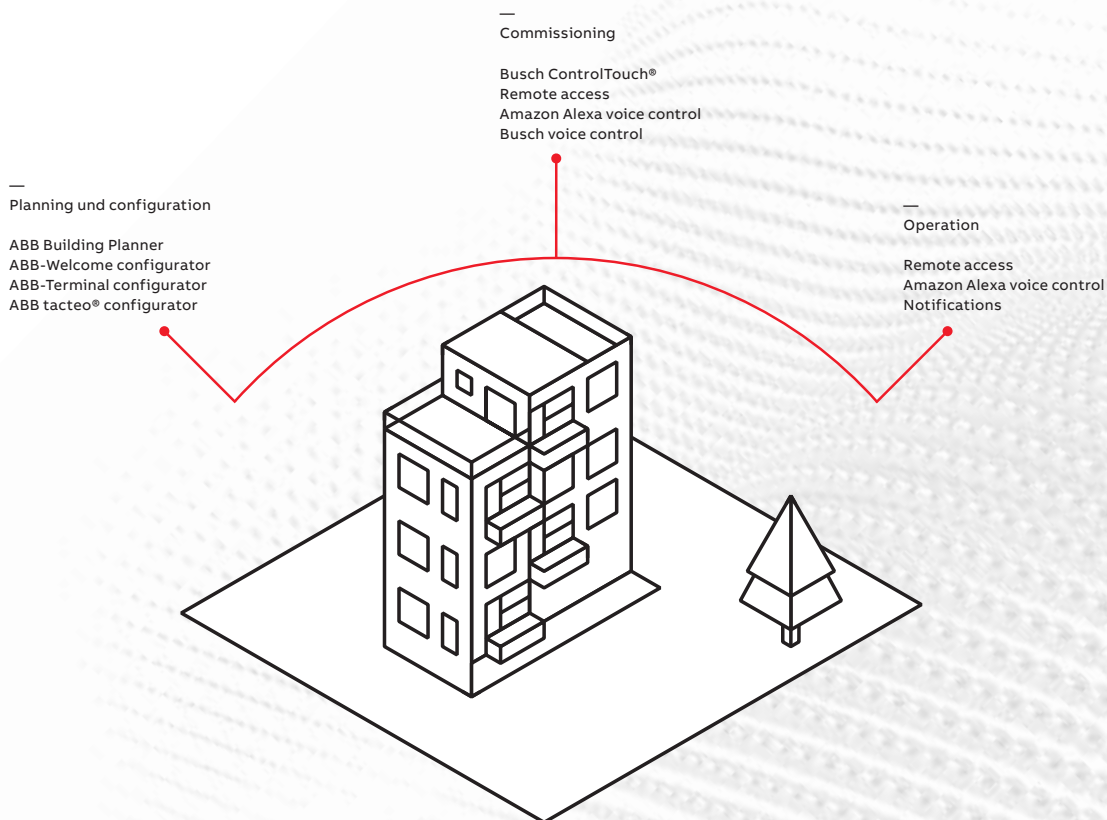 —
Commissioning
Busch ControlTouch®
Remote access
Amazon Alexa voice control
Busch voice control
—
Planning und configuration
ABB Building Planner
ABB-Welcome configurator
ABB-Terminal configurator
ABB tacteo® configurator
—
Operation
Remote access
Amazon Alexa voice control
Notifications